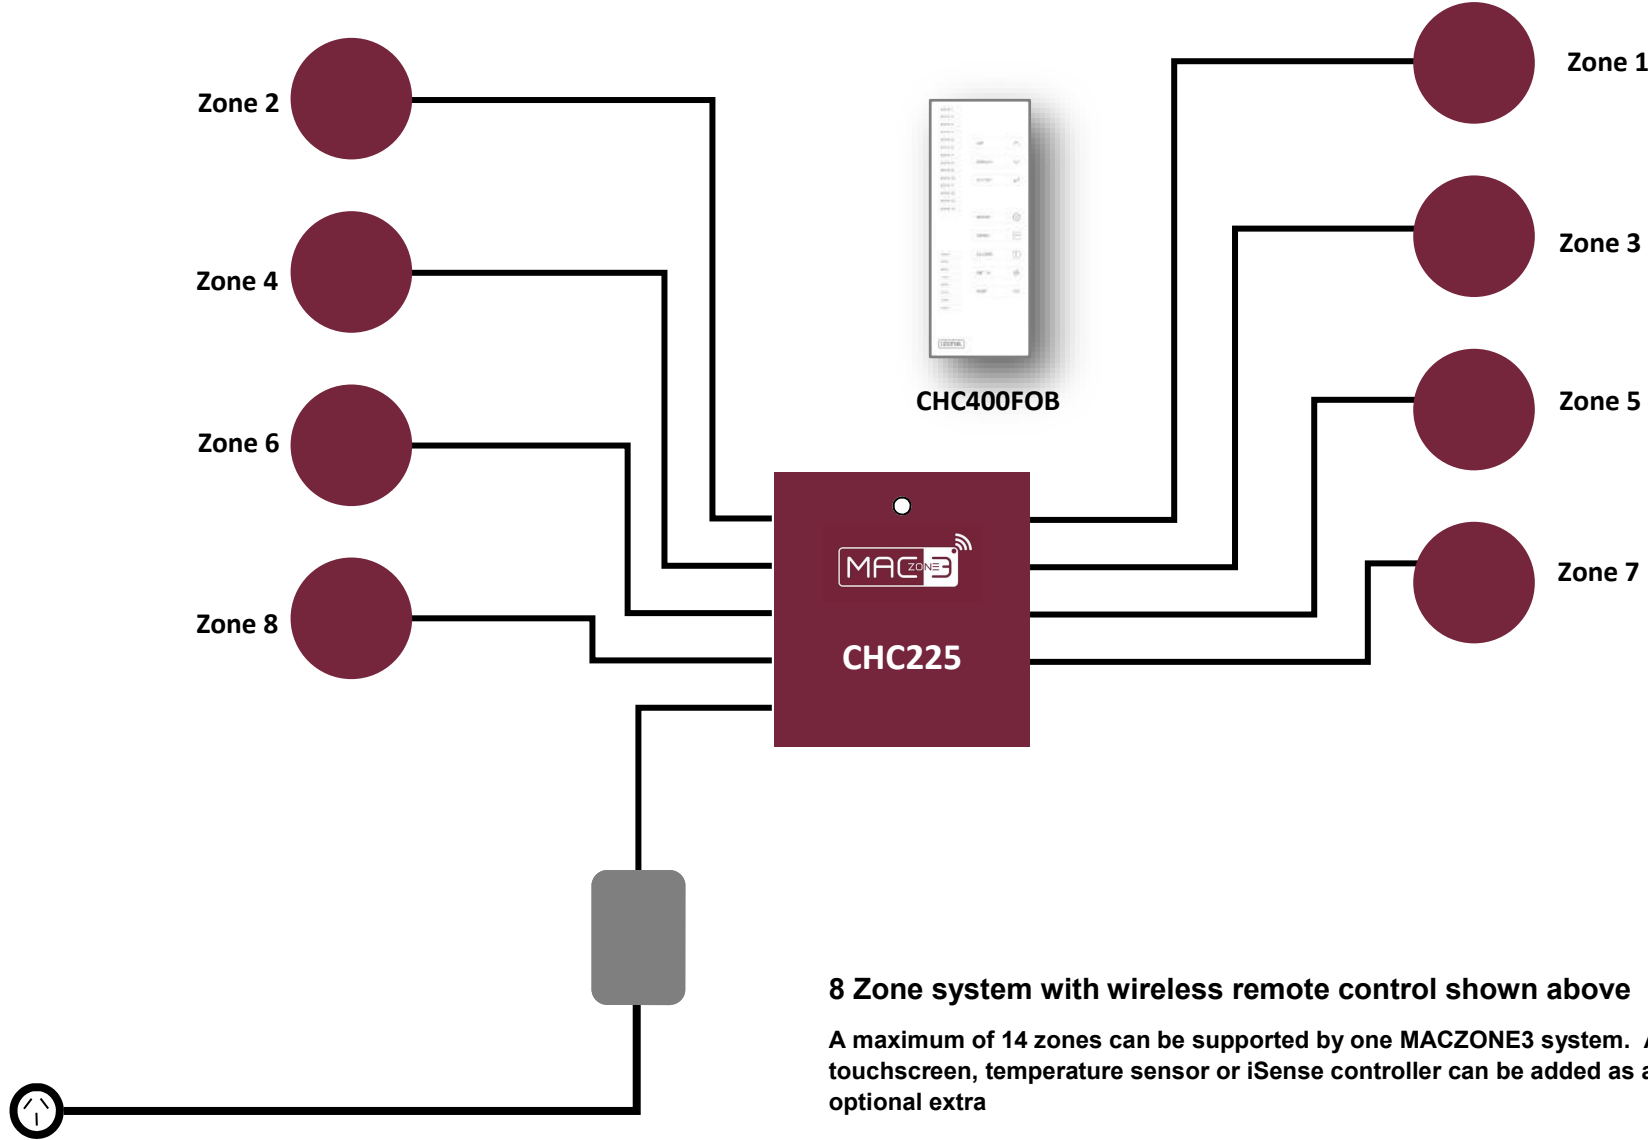 Zone 1
Zone 2
Zone 3
Zone 4
Zone 5
Zone 6
Zone 7
Zone 8
CHC400FOB
MAC ZONE 3
CHC225
8 Zone system with wireless remote control shown above
A maximum of 14 zones can be supported by one MACZONE3 system. A
touchscreen, temperature sensor or iSense controller can be added as a
optional extra